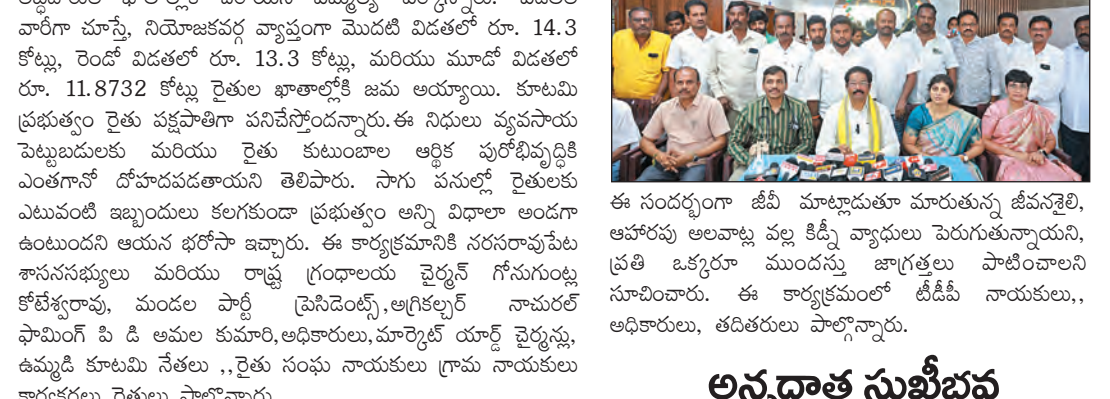 వారీగా చూస్తే, నియోజకవర్గ వ్యాప్తంగా మొదటి విడతలో రూ. 14.3
కోట్లు, రెండో విడతలో రూ. 13.3 కోట్లు, మరియు మూడో విడతలో
రూ. 11.8732 కోట్లు రైతుల ఖాతాల్లోకి జమ అయ్యాయి. కూటమి
ప్రభుత్వం రైతు పక్షపాతిగా పనిచేస్తోందన్నారు.ఈ నిధులు వ్యవసాయ
పెట్టుబడులకు మరియు రైతు కుటుంబాల ఆర్థిక పురోభివృద్ధికి
ఎంతగానో దోహదపడతాయని తెలిపారు. సాగు పనుల్లో రైతులకు
ఎటువంటి ఇబ్బందులు కలగకుండా ప్రభుత్వం అన్ని విధాలా అండగా
ఉంటుందని ఆయన భరోసా ఇచ్చారు. ఈ కార్యక్రమానికి నరసరావుపేట
శాసనసభ్యులు మరియు రాష్ట్ర గ్రంధాలయ చైర్మన్ గోనుగుంట్ల
కోటేశ్వరావు, మండల పార్టీ ప్రెసిడెంట్స్,అగ్రికల్చర్ నాచురల్
ఫామింగ్ పి డి అమల కుమారి,అధికారులు,మార్కెట్ యార్డ్ చైర్మన్లు,
ఉమ్మడి కూటమి నేతలు ,,రైతు సంఘ నాయకులు గ్రామ నాయకులు
కార్యకర్తలు రైతులు పాల్గొన్నారు
ఈ సందర్భంగా జీవీ మాట్లాడుతూ మారుతున్న జీవనశైలి,
ఆహారపు అలవాట్ల వల్ల కిడ్నీ వ్యాధులు పెరుగుతున్నాయని,
ప్రతి ఒక్కరూ ముందస్తు జాగ్రత్తలు పాటించాలని
సూచించారు. ఈ కార్యక్రమంలో టీడీపీ నాయకులు,,
అధికారులు, తదితరులు పాల్గొన్నారు.
అన్నదాత సుఖీభవ